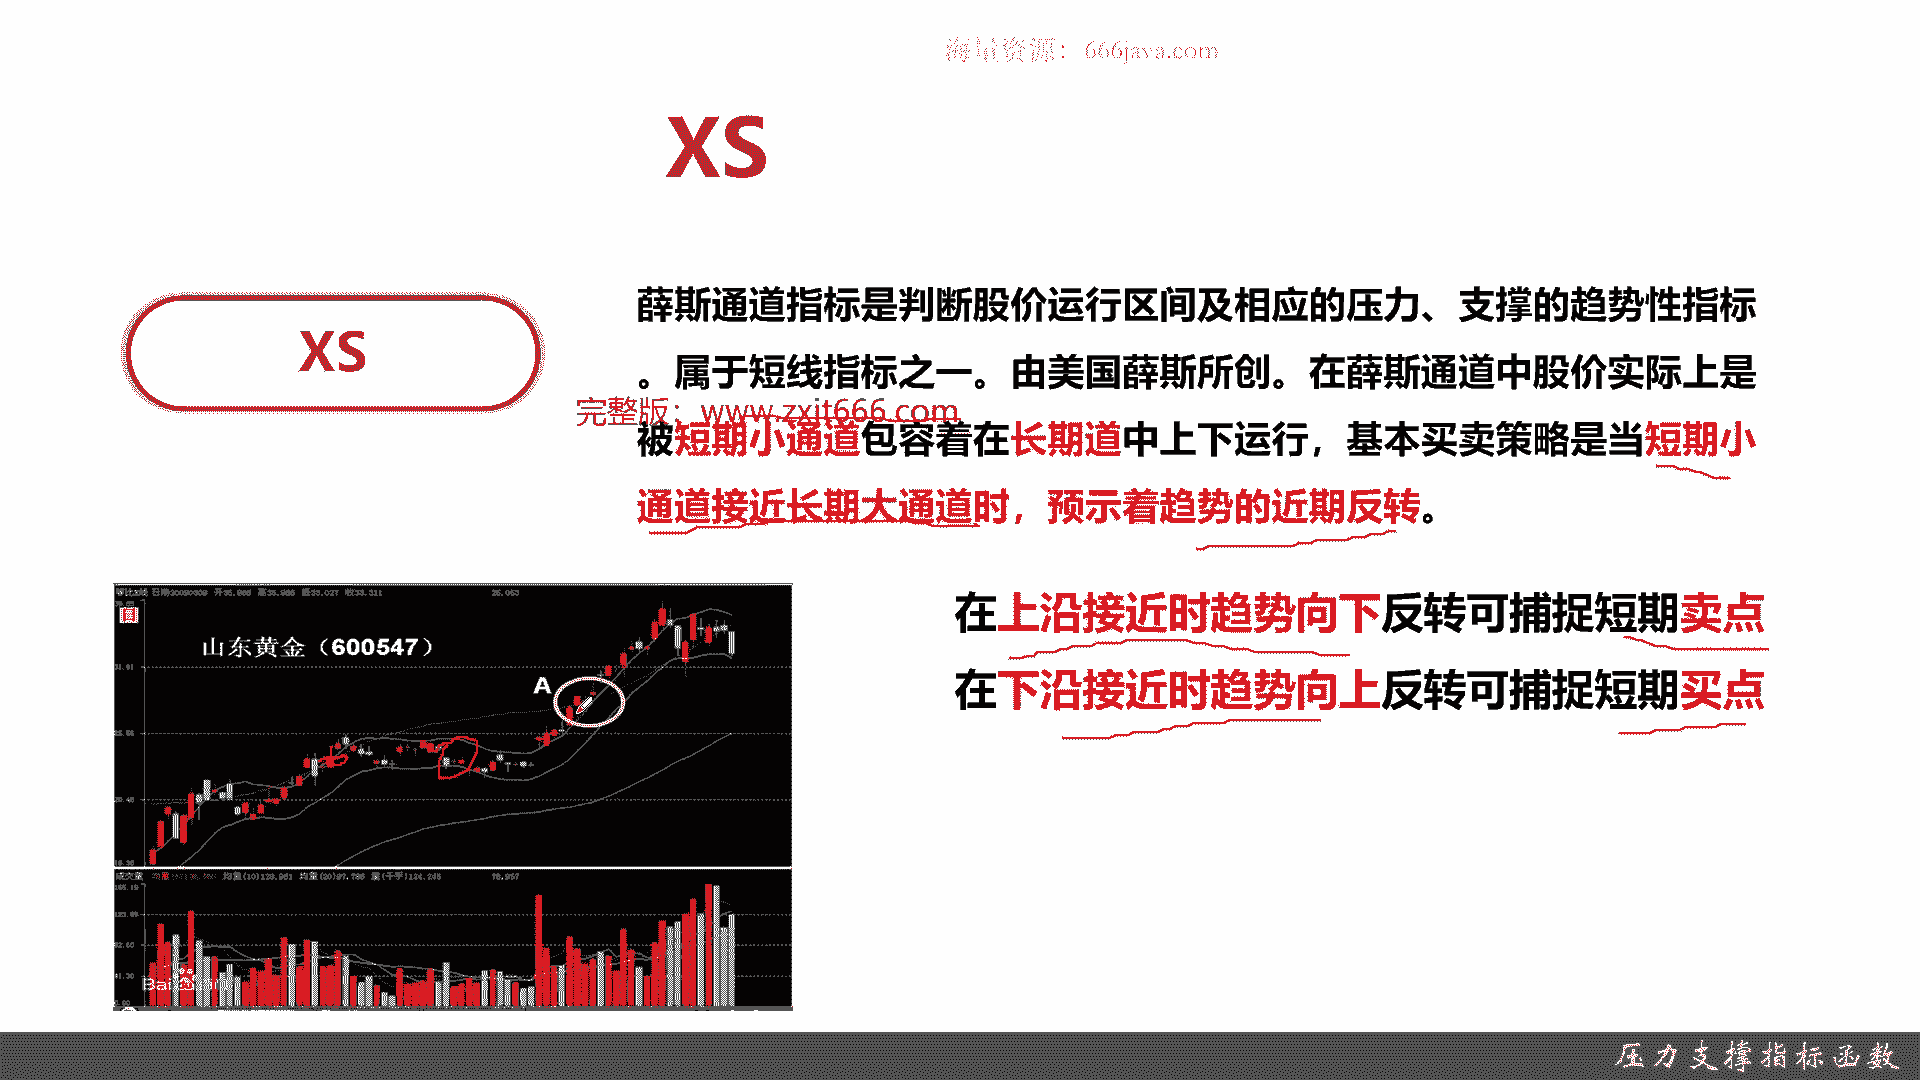 海量资源：666java.com
XS
XS
薛斯通道指标是判断股价运行区间及相应的压力、支撑的趋势性指标
。属于短线指标之一。由美国薛斯所创。在薛斯通道中股价实际上是
完整版：www.zxit666.com
被短期小通道包容着在长期道中上下运行，基本买卖策略是当短期小
通道接近长期大通道时，预示着趋势的近期反转。
在上沿接近时趋势向下反转可捕捉短期卖点
在下沿接近时趋势向上反转可捕捉短期买点
山东黄金（600547）
A
成交量
压力支撑指标函数